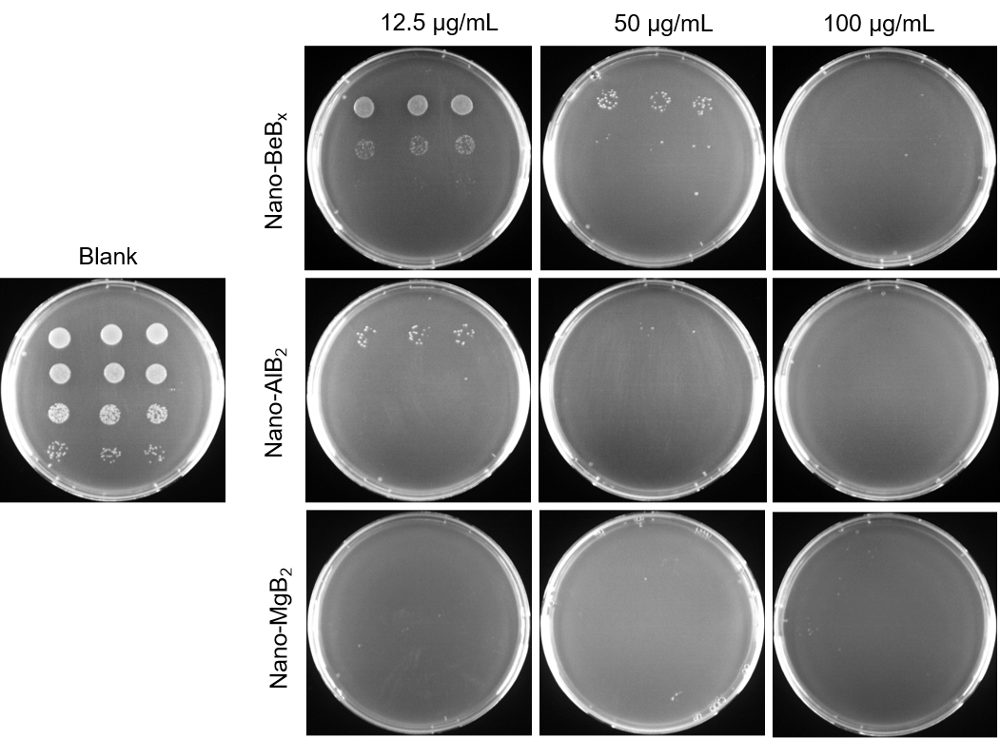 12.5 µg/mL
50 µg/mL
100 µg/mL
Nano-BeBₓ
Blank
Nano-AlB₂
Nano-MgB₂